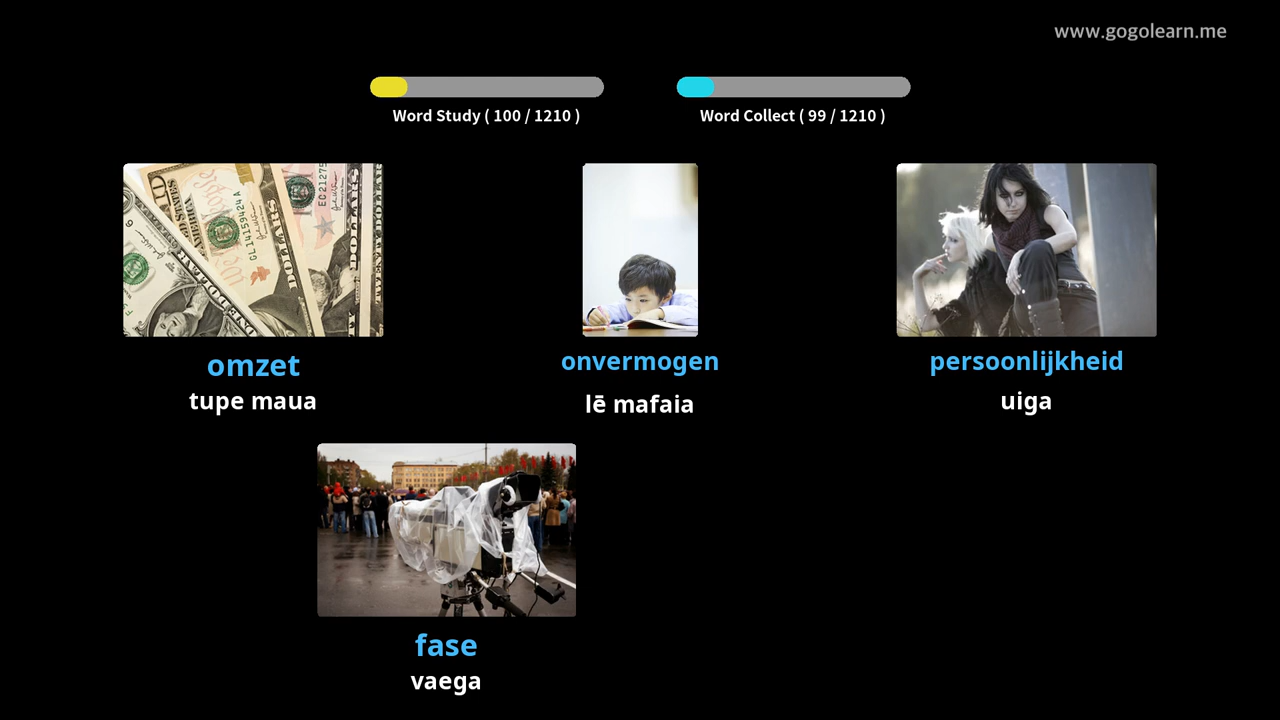 www.gogolearn.me
Word Study ( 100 / 1210 )
Word Collect ( 99 / 1210 )
omzet
tupe maua
onvermogen
lē mafaia
persoonlijkheid
uiga
fase
vaega